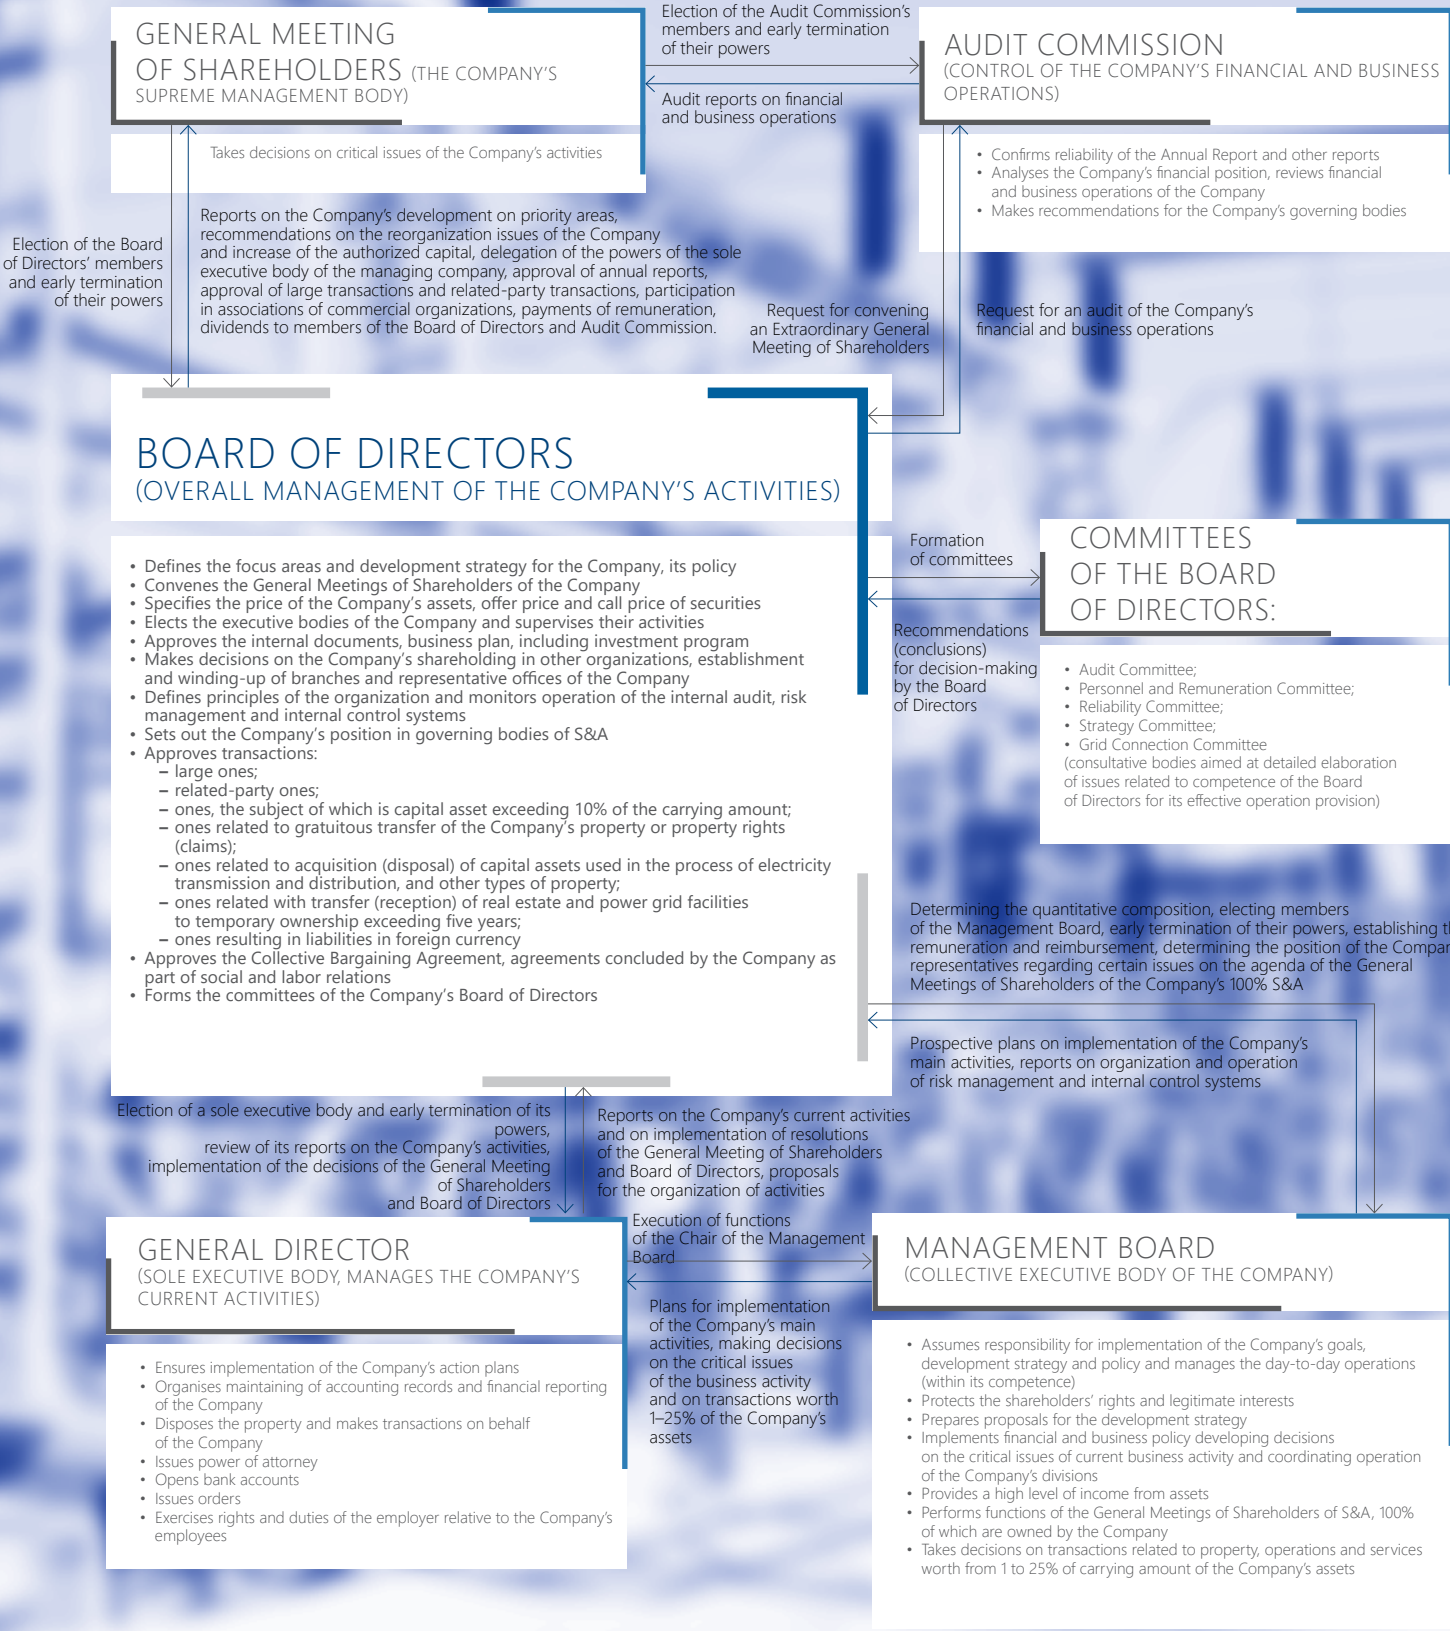 GENERAL MEETING
OF SHAREHOLDERS (THE COMPANY'S
SUPREME MANAGEMENT BODY)
Takes decisions on critical issues of the Company's activities
Election of the Audit Commission's
members and early termination
of their powers
Audit reports on financial
and business operations
AUDIT COMMISSION
(CONTROL OF THE COMPANY'S FINANCIAL AND BUSINESS
OPERATIONS)
• Confirms reliability of the Annual Report and other reports
• Analyses the Company's financial position, reviews financial
and business operations of the Company
• Makes recommendations for the Company's governing bodies
Election of the Board
of Directors' members
and early termination
of their powers
Reports on the Company's development on priority areas,
recommendations on the reorganization issues of the Company
and increase of the authorized capital, delegation of the powers of the sole
executive body of the managing company, approval of annual reports,
approval of large transactions and related-party transactions, participation
in associations of commercial organizations, payments of remuneration,
dividends to members of the Board of Directors and Audit Commission.
Request for convening
an Extraordinary General
Meeting of Shareholders
Request for an audit of the Company's
financial and business operations
BOARD OF DIRECTORS
(OVERALL MANAGEMENT OF THE COMPANY'S ACTIVITIES)
• Defines the focus areas and development strategy for the Company, its policy
• Convenes the General Meetings of Shareholders of the Company
• Specifies the price of the Company's assets, offer price and call price of securities
• Elects the executive bodies of the Company and supervises their activities
• Approves the internal documents, business plan, including investment program
• Makes decisions on the Company's shareholding in other organizations, establishment
and winding-up of branches and representative offices of the Company
• Defines principles of the organization and monitors operation of the internal audit, risk
management and internal control systems
• Sets out the Company's position in governing bodies of S&A
• Approves transactions:
– large ones;
– related-party ones;
– ones, the subject of which is capital asset exceeding 10% of the carrying amount;
– ones related to gratuitous transfer of the Company's property or property rights
(claims);
– ones related to acquisition (disposal) of capital assets used in the process of electricity
transmission and distribution, and other types of property;
– ones related with transfer (reception) of real estate and power grid facilities
to temporary ownership exceeding five years;
– ones resulting in liabilities in foreign currency
• Approves the Collective Bargaining Agreement, agreements concluded by the Company as
part of social and labor relations
• Forms the committees of the Company's Board of Directors
Formation
of committees
Recommendations
(conclusions)
for decision-making
by the Board
of Directors
COMMITTEES
OF THE BOARD
OF DIRECTORS:
• Audit Committee;
• Personnel and Remuneration Committee;
• Reliability Committee;
• Strategy Committee;
• Grid Connection Committee
(consultative bodies aimed at detailed elaboration
of issues related to competence of the Board
of Directors for its effective operation provision)
Determining the quantitative composition, electing members
of the Management Board, early termination of their powers, establishing
remuneration and reimbursement, determining the position of the
representatives regarding certain issues on the agenda of the General
Meetings of Shareholders of the Company's 100% S&A
Prospective plans on implementation of the Company's
main activities, reports on organization and operation
of risk management and internal control systems
Election of a sole executive body and early termination of its
powers,
review of its reports on the Company's activities,
implementation of the decisions of the General Meeting
of Shareholders
and Board of Directors
Reports on the Company's current activities
and on implementation of resolutions
of the General Meeting of Shareholders
and Board of Directors, proposals
for the organization of activities
GENERAL DIRECTOR
(SOLE EXECUTIVE BODY, MANAGES THE COMPANY'S
CURRENT ACTIVITIES)
• Ensures implementation of the Company's action plans
• Organises maintaining of accounting records and financial reporting
of the Company
• Disposes the property and makes transactions on behalf
of the Company
• Issues power of attorney
• Opens bank accounts
• Issues orders
• Exercises rights and duties of the employer relative to the Company's
employees
Execution of functions
of the Chair of the Management
Board
Plans for implementation
of the Company's main
activities, making decisions
on the critical issues
of the business activity
and on transactions worth
1–25% of the Company's
assets
MANAGEMENT BOARD
(COLLECTIVE EXECUTIVE BODY OF THE COMPANY)
• Assumes responsibility for implementation of the Company's goals,
development strategy and policy and manages the day-to-day operations
(within its competence)
• Protects the shareholders' rights and legitimate interests
• Prepares proposals for the development strategy
• Implements financial and business policy developing decisions
on the critical issues of current business activity and coordinating operation
of the Company's divisions
• Provides a high level of income from assets
• Performs functions of the General Meetings of Shareholders of S&A, 100%
of which are owned by the Company
• Takes decisions on transactions related to property, operations and services
worth from 1 to 25% of carrying amount of the Company's assets